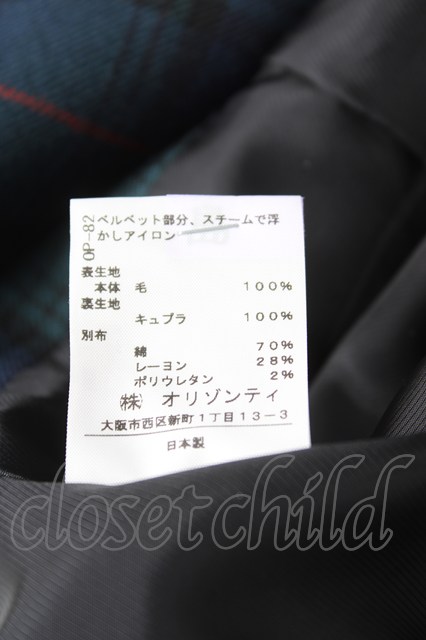 OP-82
ベルベット部分、スチームで浮
かしアイロン
表生地
本体 毛 100%
裏生地
キュプラ 100%
別布
綿 70%
レーヨン 28%
ポリウレタン 2%
㈱ オリゾンティ
大阪市西区新町1丁目13-3
日本製
closetchild